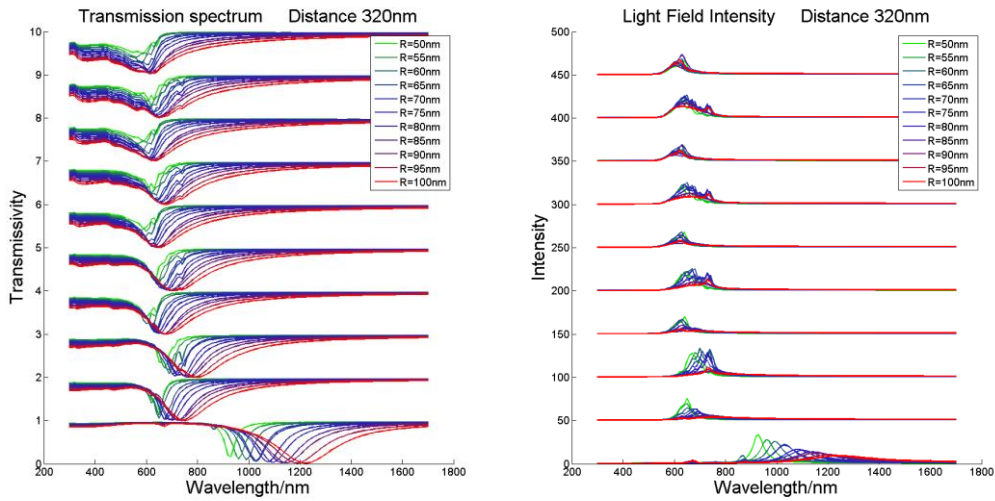 Transmission spectrum Distance 320nm
10
9
8
7
6
5
4
3
2
1
0
200 400 600 800 1000 1200 1400 1600 1800
Transmissivity
Wavelength/nm
R=50nm
R=55nm
R=60nm
R=65nm
R=70nm
R=75nm
R=80nm
R=85nm
R=90nm
R=95nm
R=100nm
Light Field Intensity Distance 320nm
500
450
400
350
300
250
200
150
100
50
0
200 400 600 800 1000 1200 1400 1600 1800
Intensity
Wavelength/nm
R=50nm
R=55nm
R=60nm
R=65nm
R=70nm
R=75nm
R=80nm
R=85nm
R=90nm
R=95nm
R=100nm